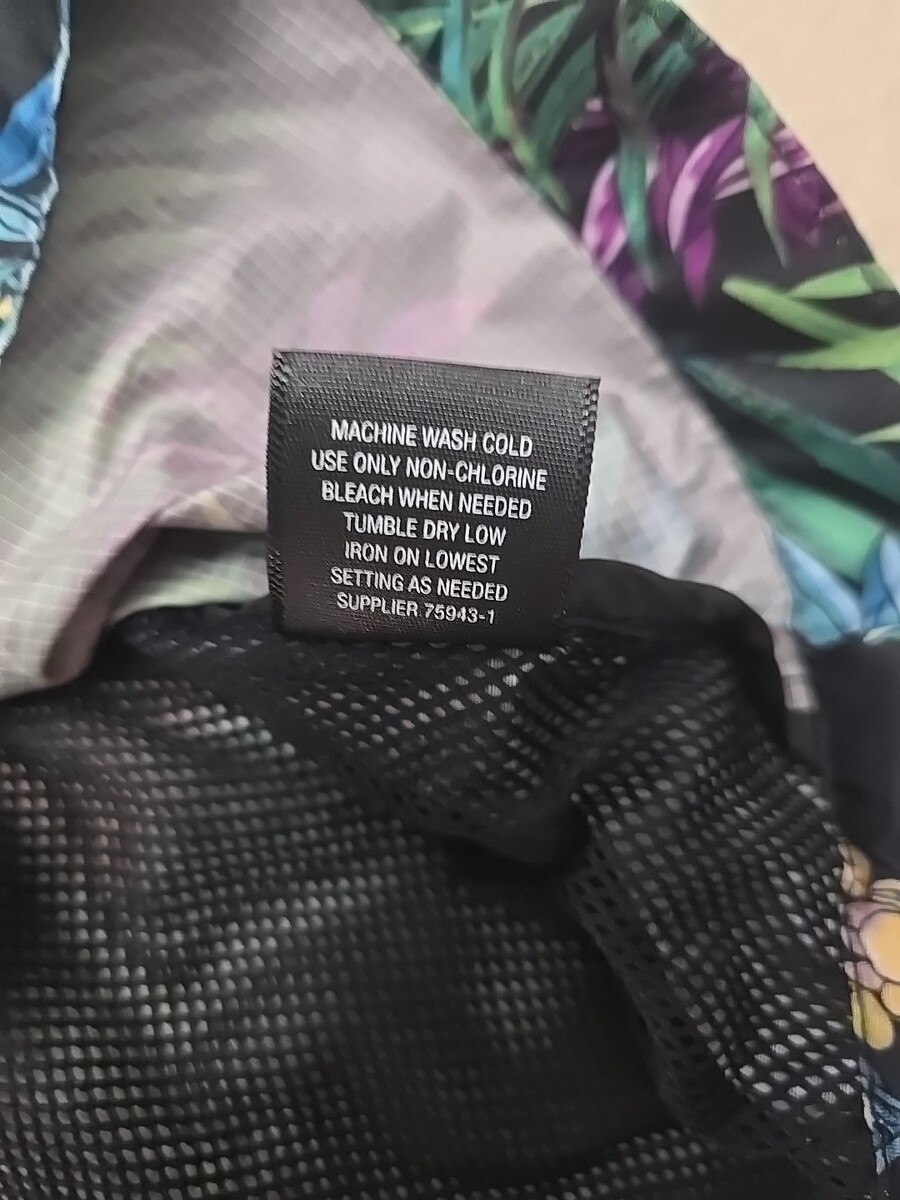 MACHINE WASH COLD
USE ONLY NON-CHLORINE
BLEACH WHEN NEEDED
TUMBLE DRY LOW
IRON ON LOWEST
SETTING AS NEEDED
SUPPLIER 75943-1